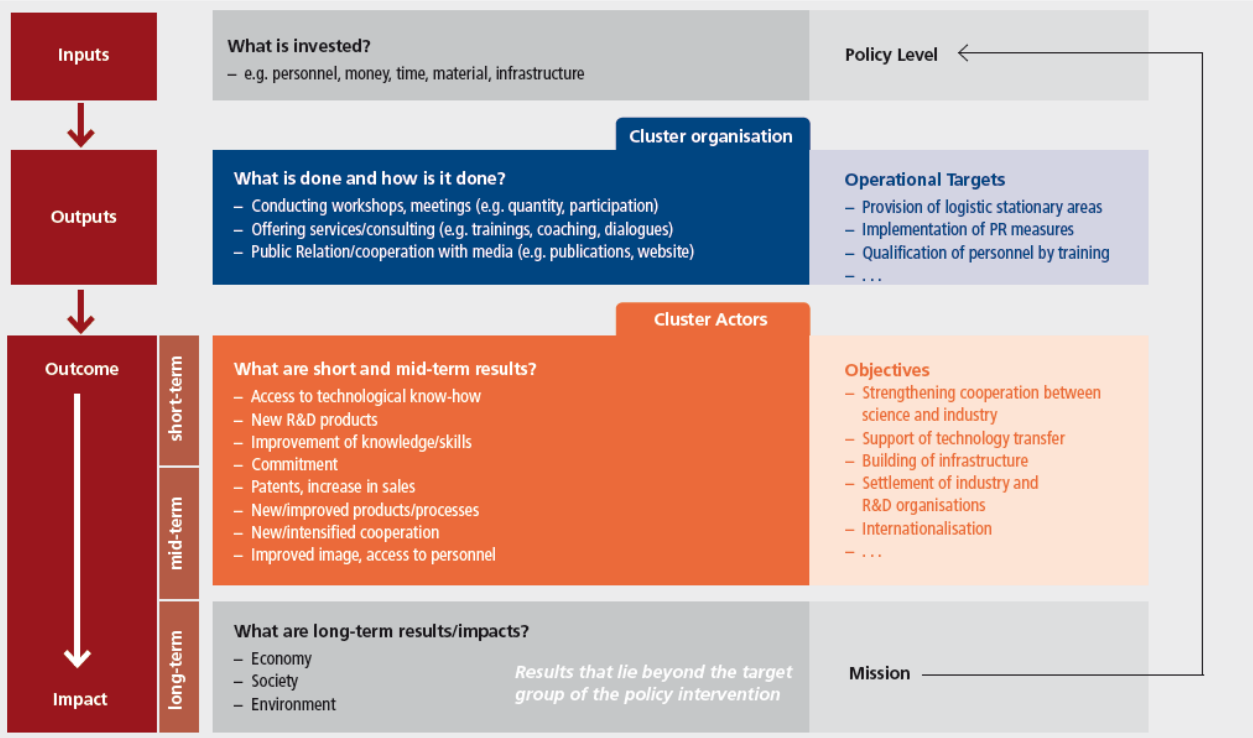 Inputs
What is invested?
– e.g. personnel, money, time, material, infrastructure
Policy Level
Cluster organisation
Outputs
What is done and how is it done?
– Conducting workshops, meetings (e.g. quantity, participation)
– Offering services/consulting (e.g. trainings, coaching, dialogues)
– Public Relation/cooperation with media (e.g. publications, website)
Operational Targets
– Provision of logistic stationary areas
– Implementation of PR measures
– Qualification of personnel by training
– . . .
Cluster Actors
Outcome
short-term
mid-term
What are short and mid-term results?
– Access to technological know-how
– New R&D products
– Improvement of knowledge/skills
– Commitment
– Patents, increase in sales
– New/improved products/processes
– New/intensified cooperation
– Improved image, access to personnel
Objectives
– Strengthening cooperation between
science and industry
– Support of technology transfer
– Building of infrastructure
– Settlement of industry and
R&D organisations
– Internationalisation
– . . .
Impact
long-term
What are long-term results/impacts?
– Economy
– Society
– Environment
Results that lie beyond the target
group of the policy intervention
Mission